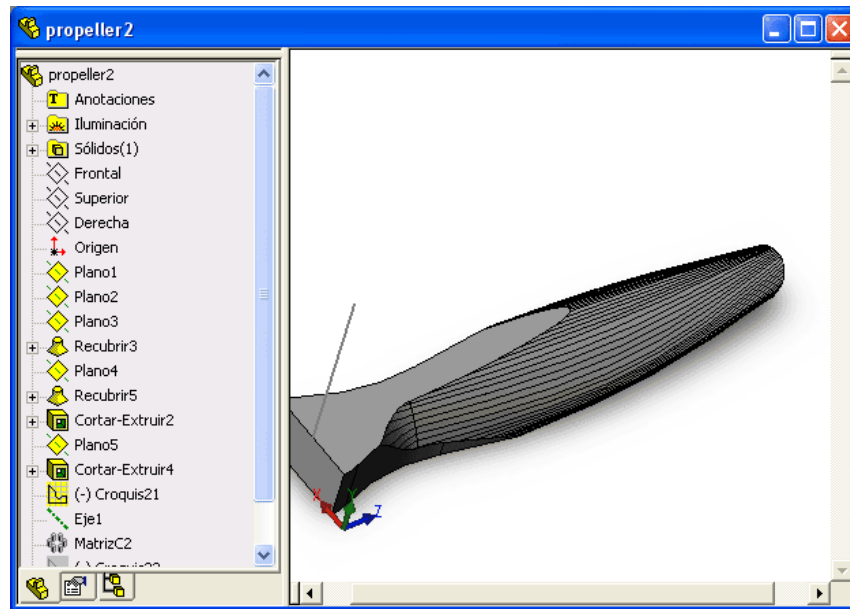 propeller2
propeller2
Anotaciones
Iluminación
Sólidos(1)
Frontal
Superior
Derecha
Origen
Plano1
Plano2
Plano3
Recubrir3
Plano4
Recubrir5
Cortar-Extruir2
Plano5
Cortar-Extruir4
(-) Croquis21
Eje1
MatrizC2
X Y Z